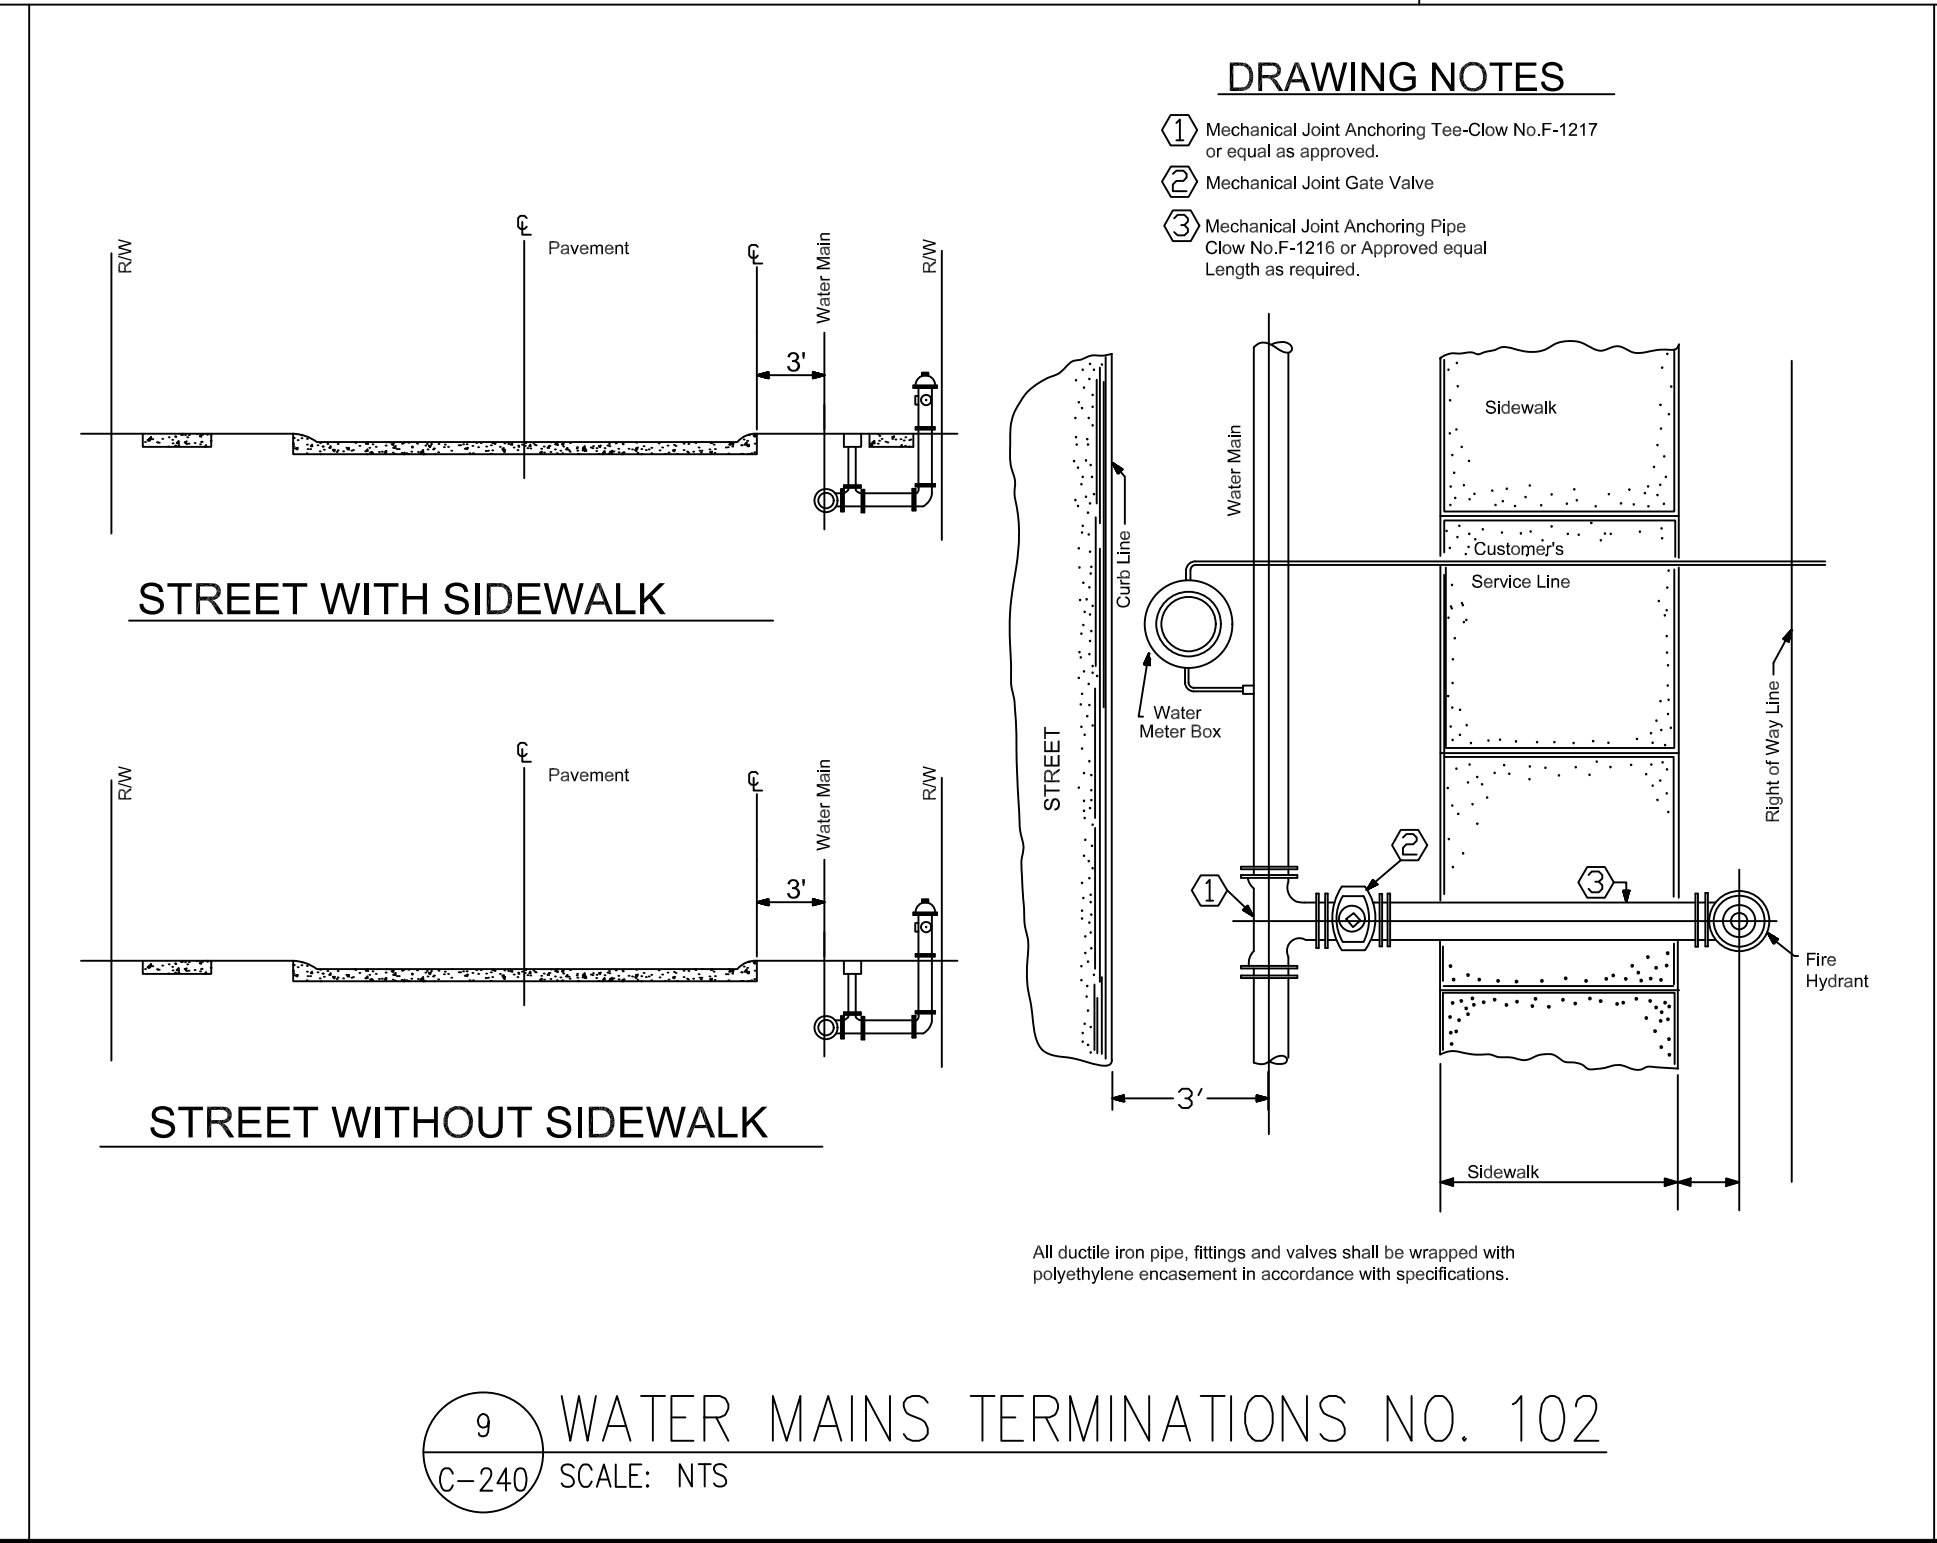 DRAWING NOTES
1 Mechanical Joint Anchoring Tee-Clow No.F-1217
or equal as approved.
2 Mechanical Joint Gate Valve
3 Mechanical Joint Anchoring Pipe
Clow No.F-1216 or Approved equal
Length as required.
R/W
℄
Pavement
℄
Water Main
R/W
3'
STREET WITH SIDEWALK
R/W
℄
Pavement
℄
Water Main
R/W
3'
STREET WITHOUT SIDEWALK
Sidewalk
Water Main
Curb Line
Customer's
Service Line
Water
Meter Box
STREET
Right of Way Line
1
2
3
Fire
Hydrant
3'
Sidewalk
All ductile iron pipe, fittings and valves shall be wrapped with
polyethylene encasement in accordance with specifications.
9
C-240
WATER MAINS TERMINATIONS NO. 102
SCALE: NTS